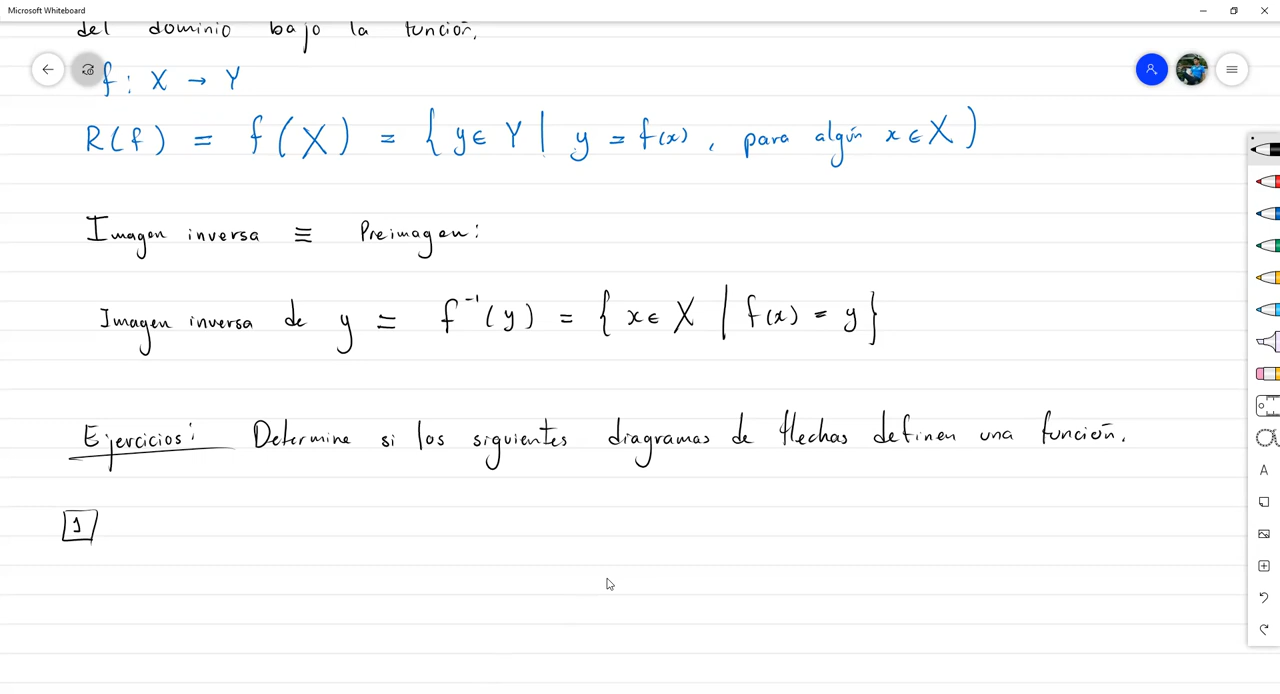 Microsoft Whiteboard
del dominio bajo la función.
f : X → Y
R(f) = f(X) = { y ∈ Y | y = f(x) , para algún x ∈ X )
Imagen inversa ≡ Preimagen:
Imagen inversa de y = f⁻¹(y) = { x ∈ X | f(x) = y }
Ejercicios: Determine si los siguientes diagramas de flechas definen una función.
1
A